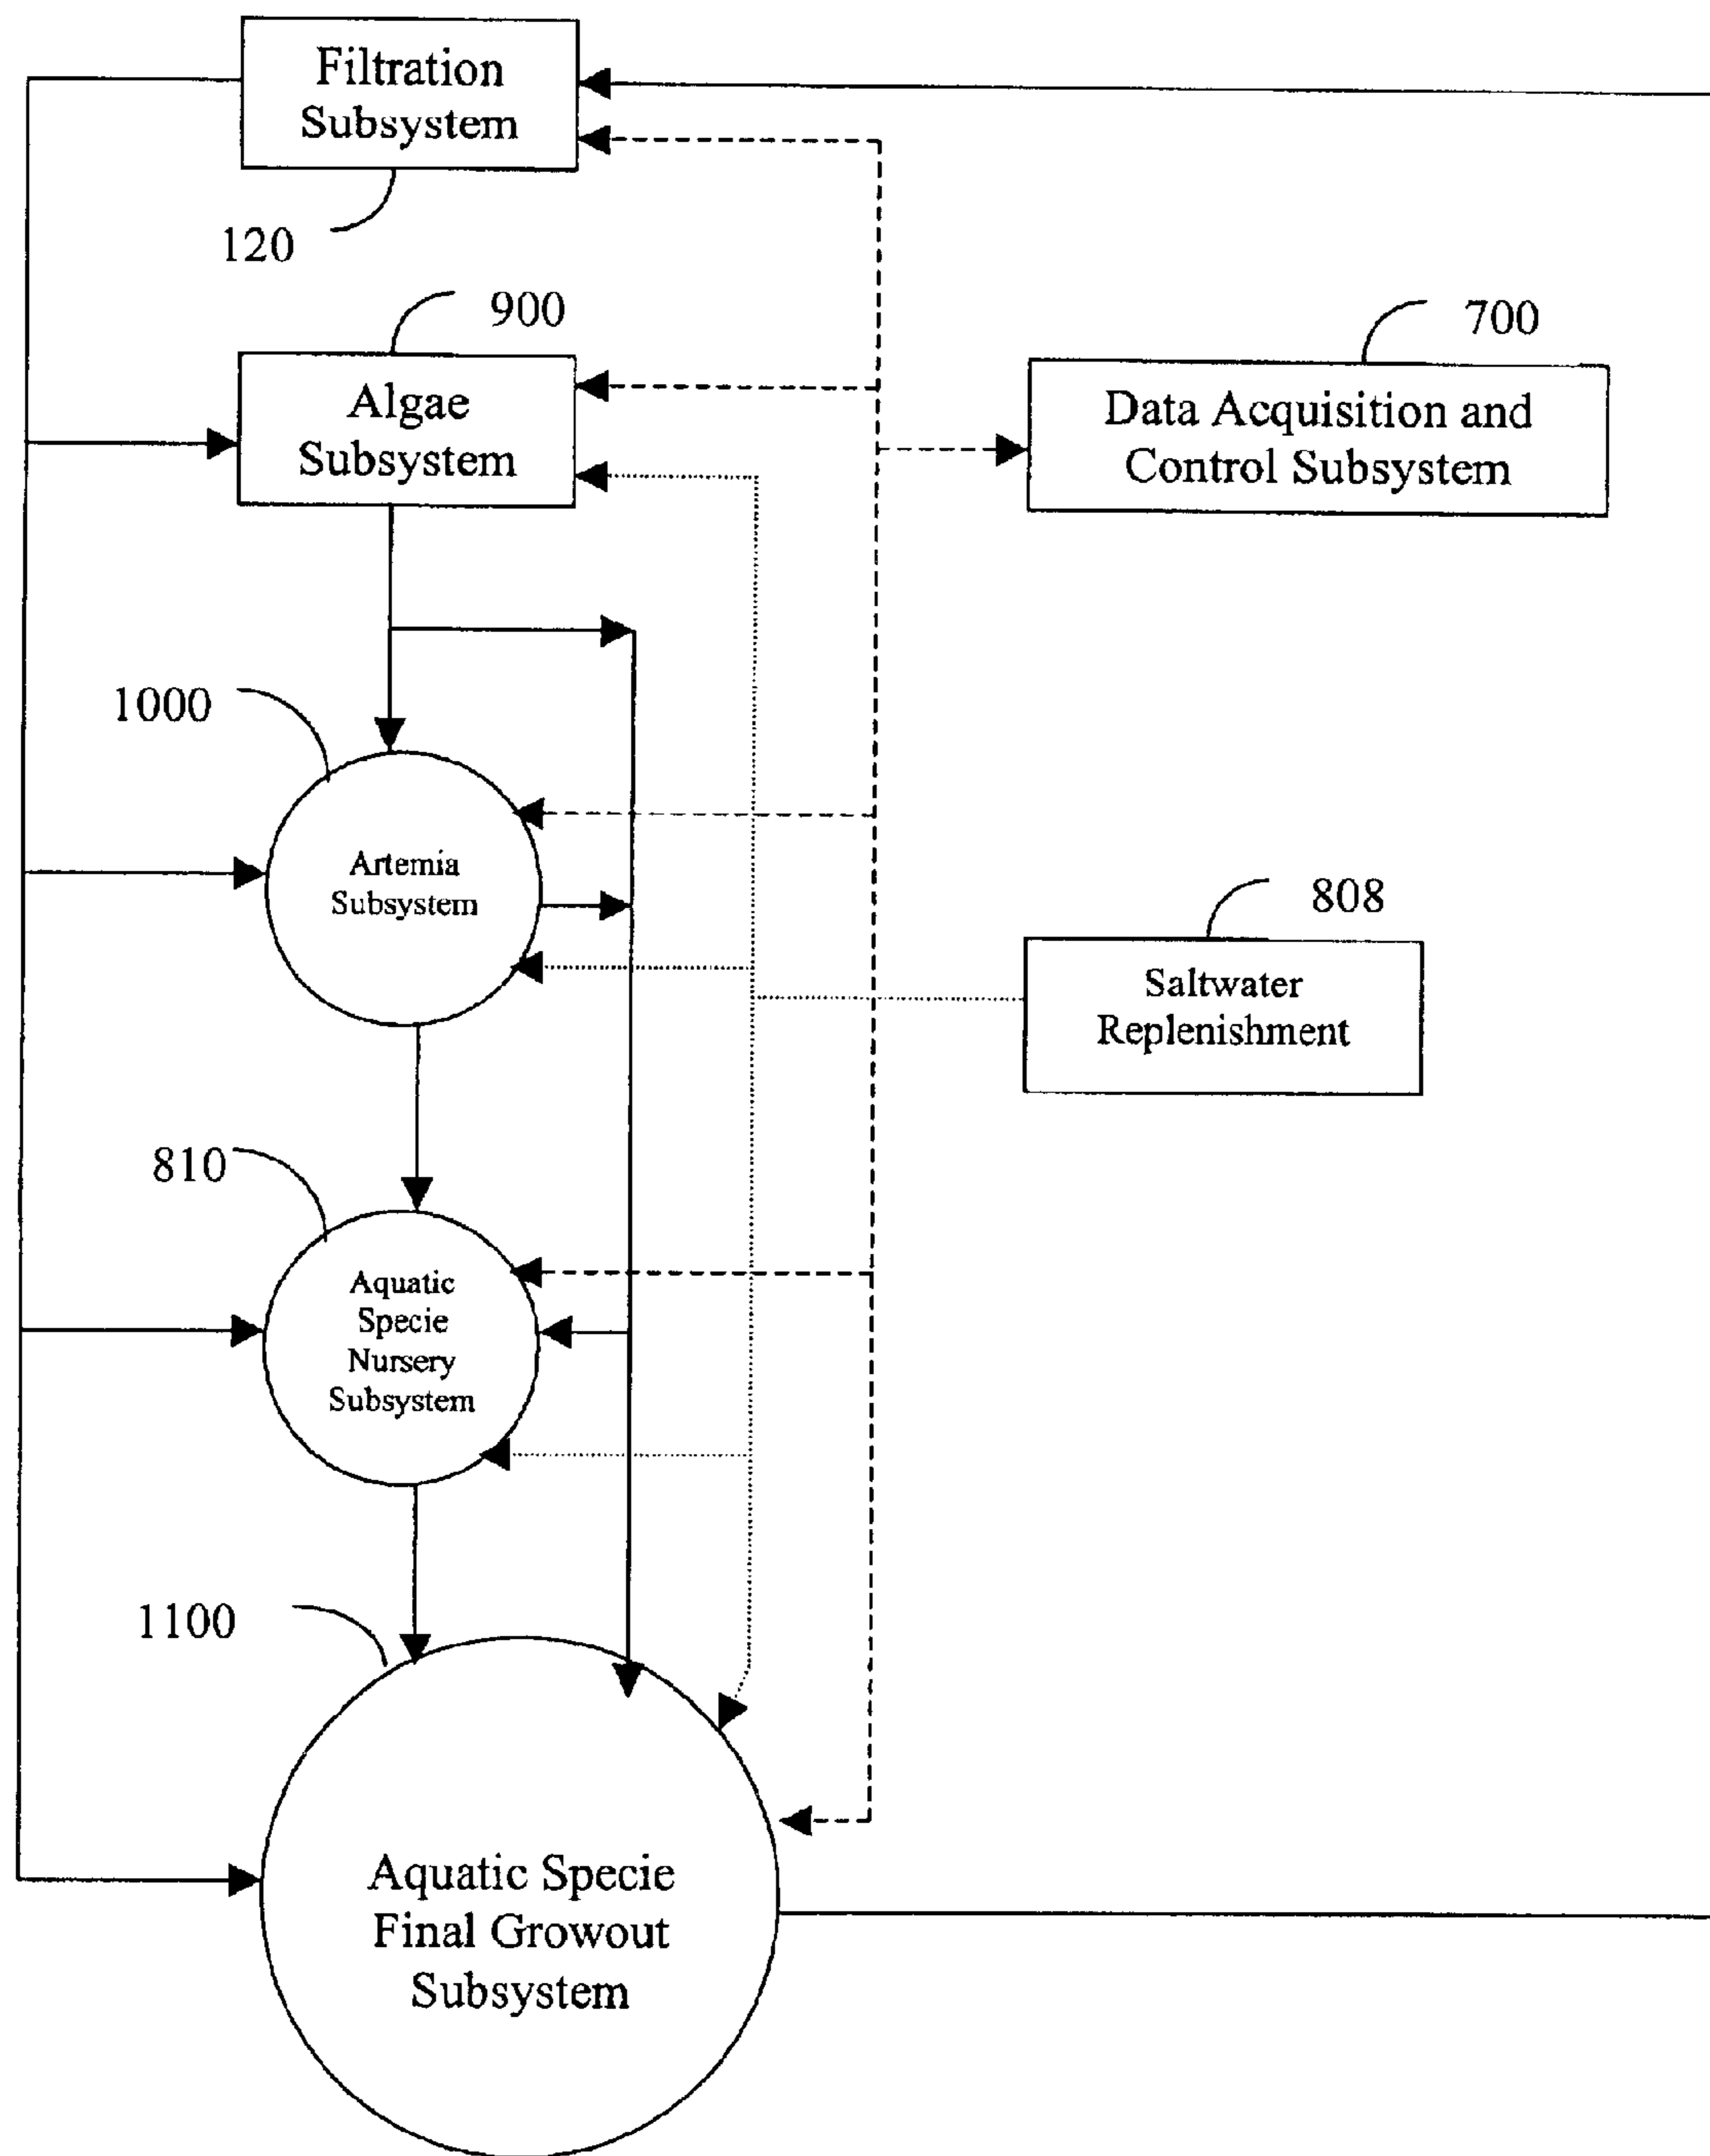 Filtration
Subsystem
120
900
Algae
Subsystem
700
Data Acquisition and
Control Subsystem
1000
Artemia
Subsystem
808
Saltwater
Replenishment
810
Aquatic
Specie
Nursery
Subsystem
1100
Aquatic Specie
Final Growout
Subsystem